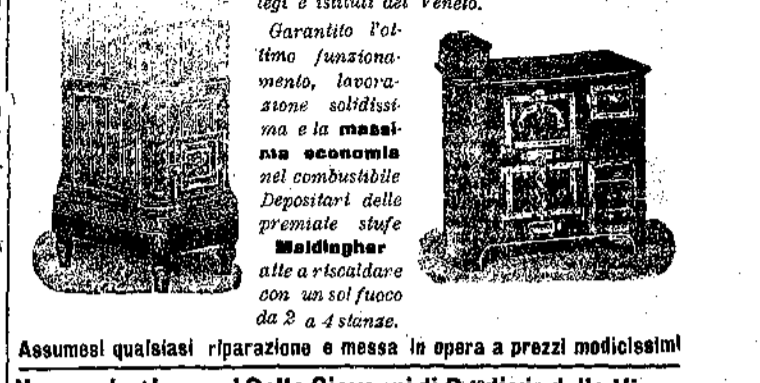 legi e istituti del Veneto.
Garantito l'ot-
timo funziona-
mento, lavora-
zione solidissi-
ma e la massi-
ma economia
nel combustibile
Depositari delle
premiate stufe
Meidingher
atte a riscaldare
con un sol fuoco
da 2 a 4 stanze.
Assumesi qualsiasi riparazione e messa in opera a prezzi modicissimi